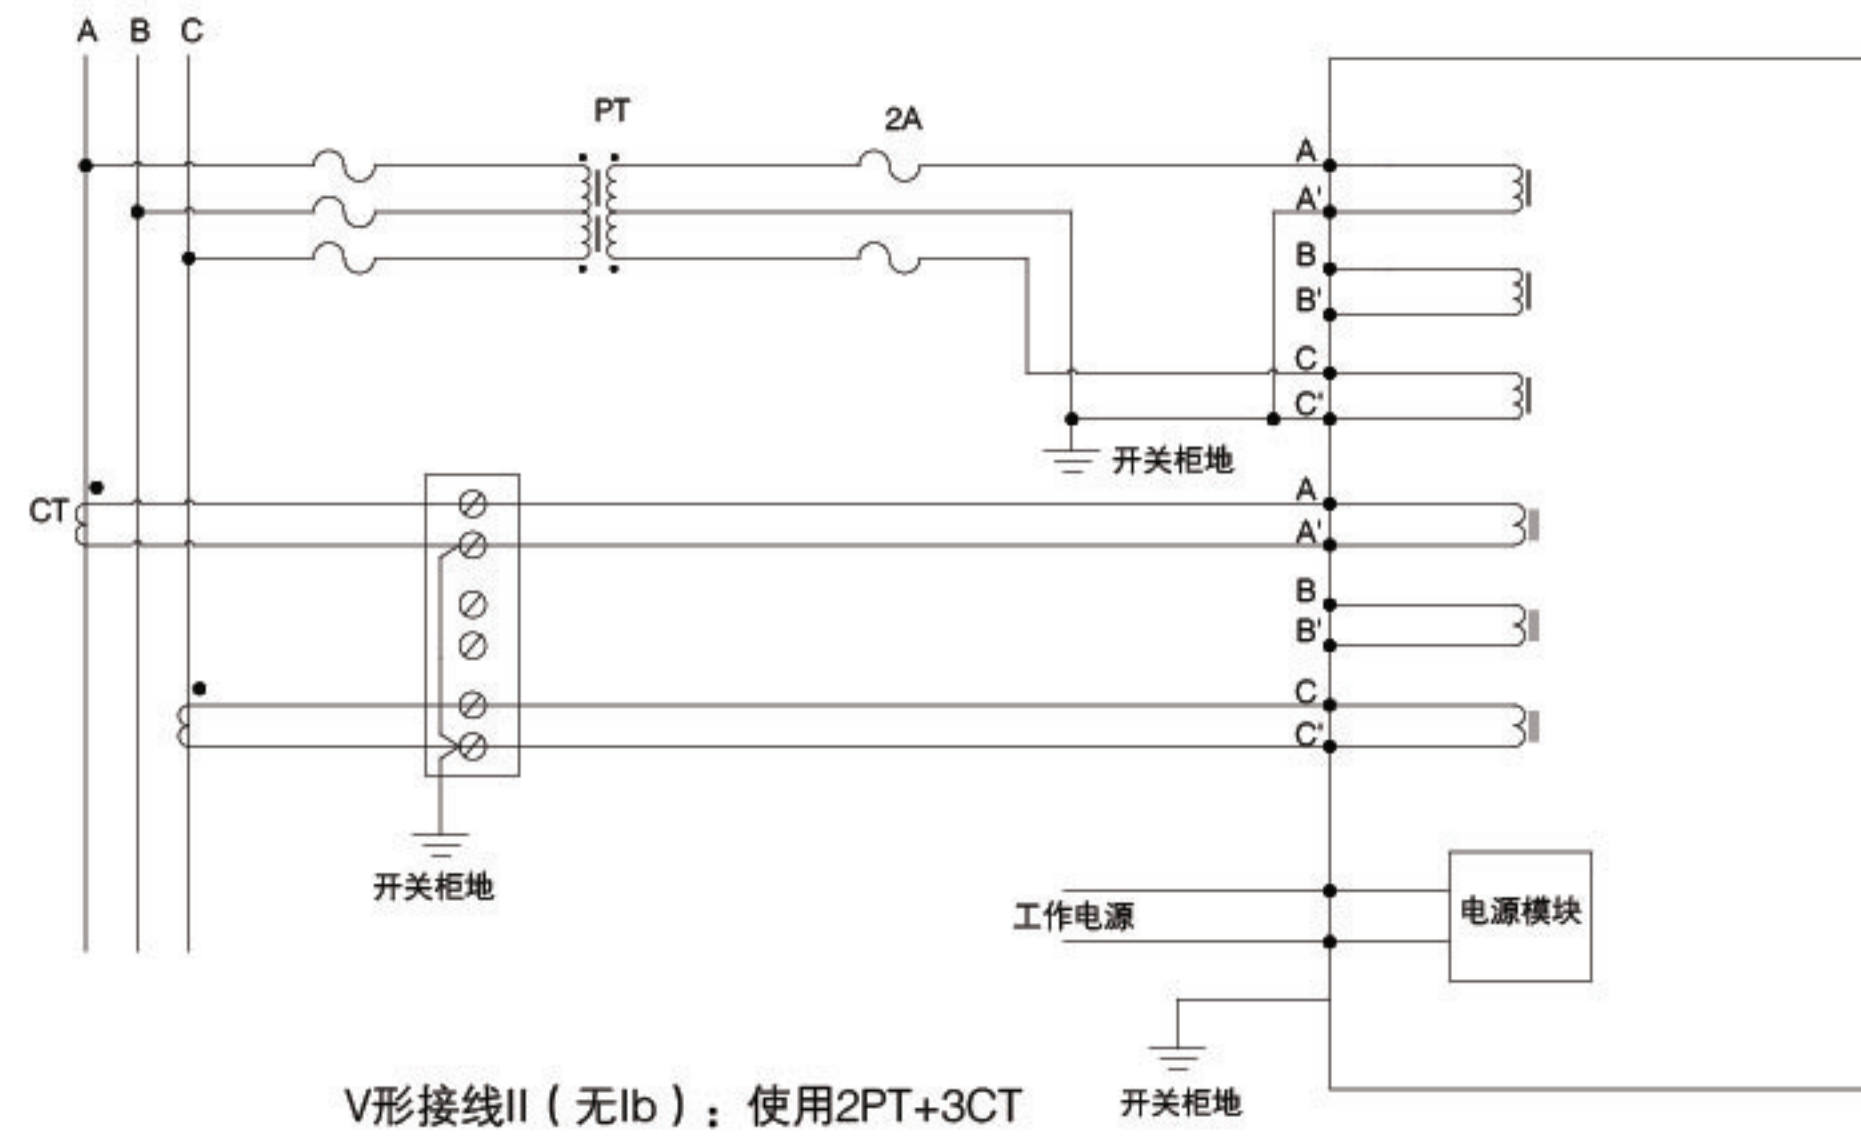 A B C
PT
2A
A
A'
B
B'
C
C'
开关柜地
CT
A
A'
B
B'
C
C'
开关柜地
工作电源
电源模块
开关柜地
V形接线II（无Ib）：使用2PT+3CT